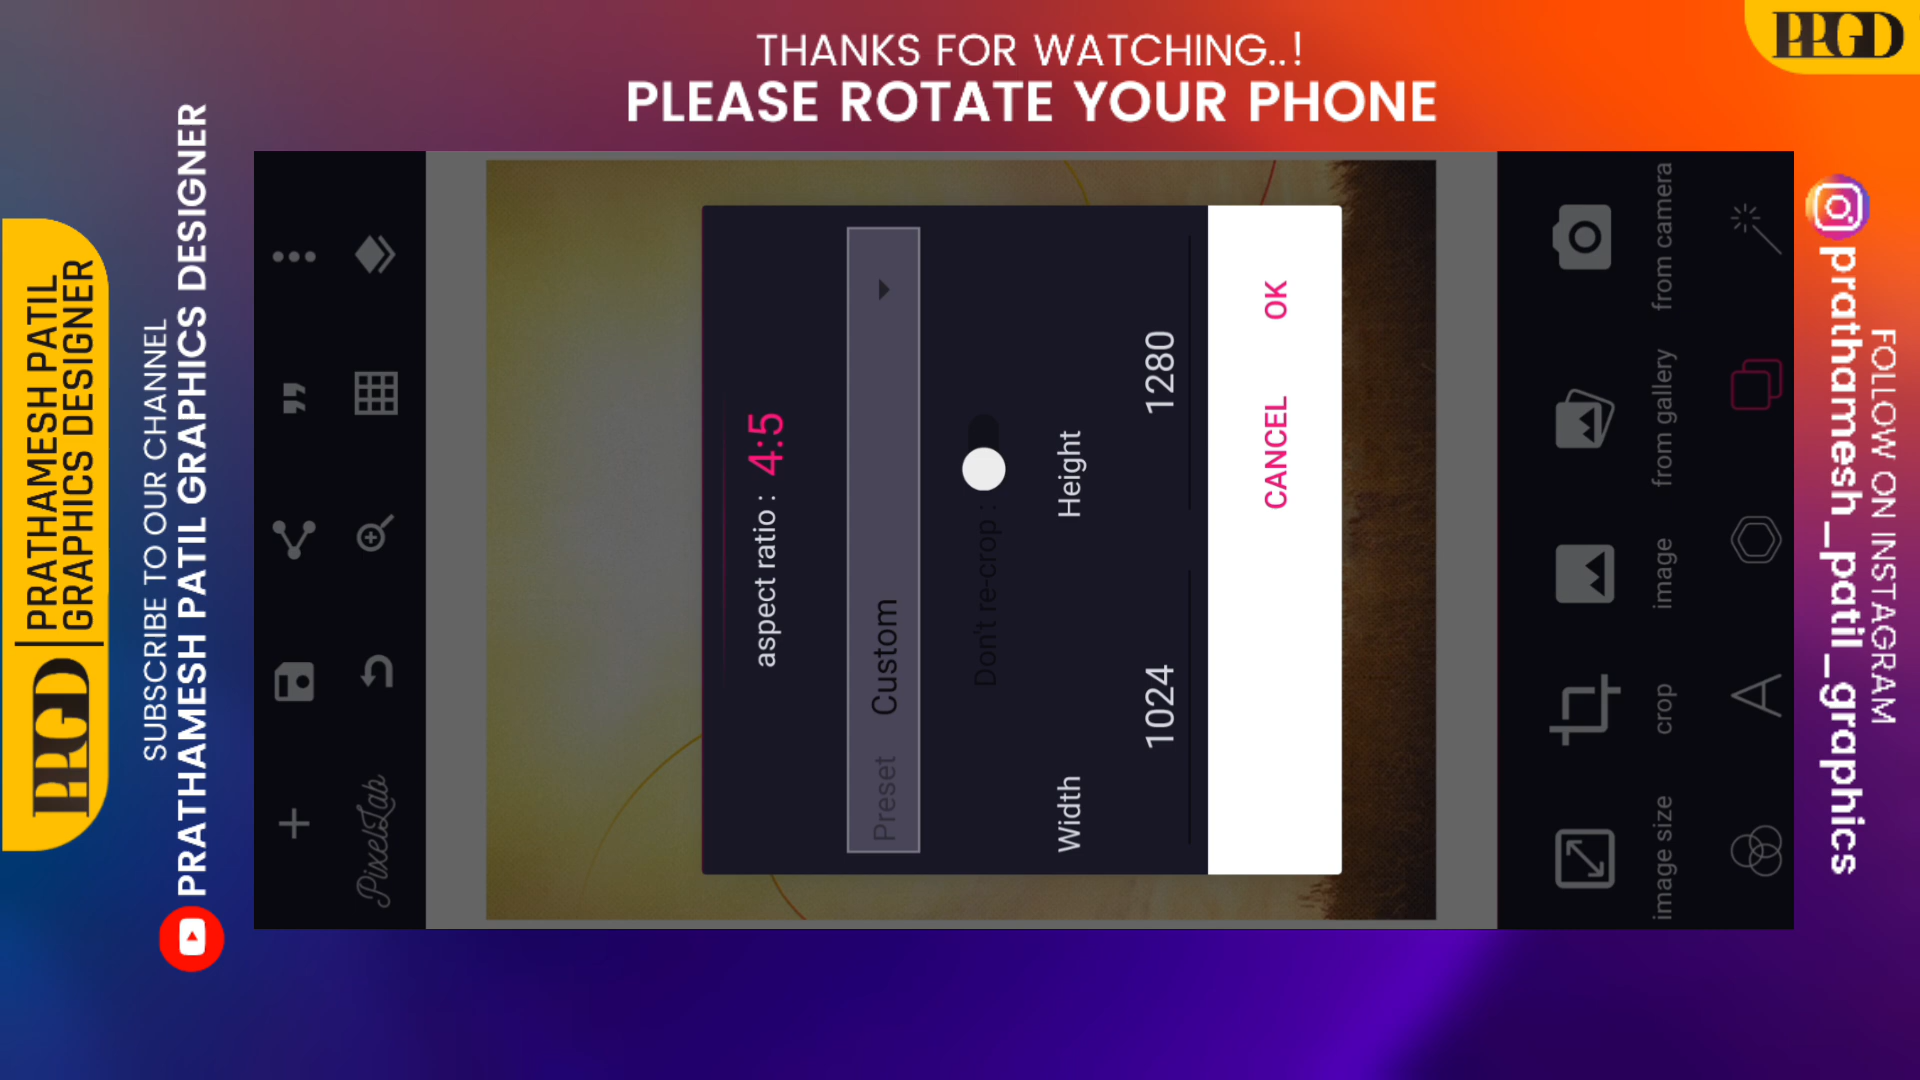 THANKS FOR WATCHING..!
PLEASE ROTATE YOUR PHONE
PPGD
PPGD
PRATHAMESH PATIL
GRAPHICS DESIGNER
SUBSCRIBE TO OUR CHANNEL
PRATHAMESH PATIL GRAPHICS DESIGNER
PixelLab
aspect ratio : 4:5
Preset Custom
Don't re-crop :
Width Height
1024 1280
CANCEL OK
image size crop image from gallery from camera
prathamesh_patil_graphics
FOLLOW ON INSTAGRAM